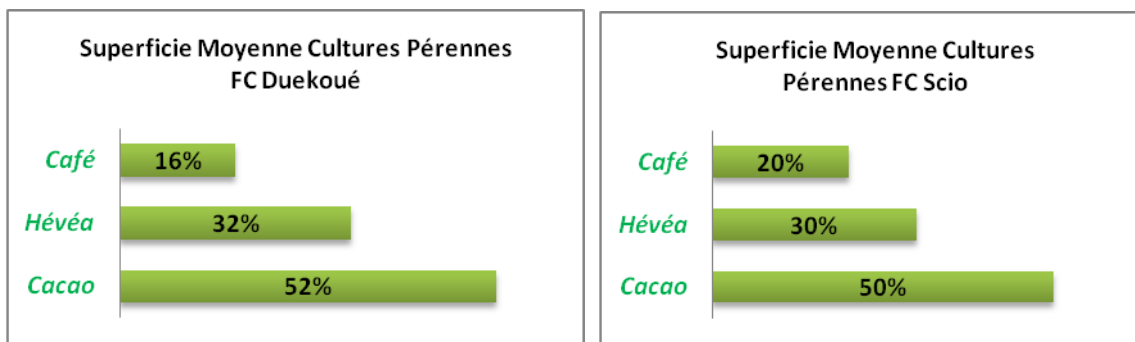 Superficie Moyenne Cultures Pérennes
FC Duekoué
Café
16%
Hévéa
32%
Cacao
52%
Superficie Moyenne Cultures
Pérennes FC Scio
Café
20%
Hévéa
30%
Cacao
50%